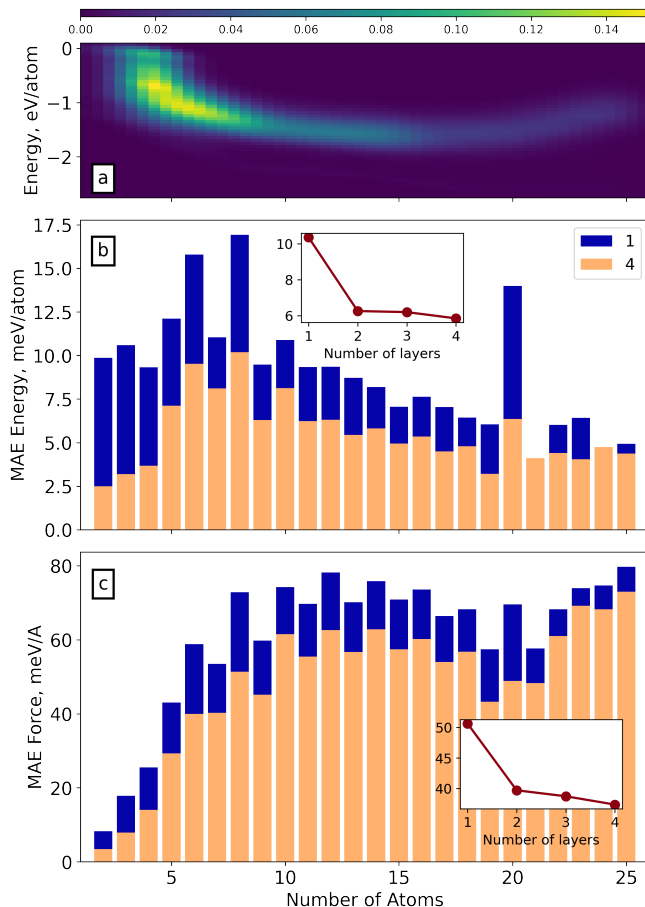 0.00 0.02 0.04 0.06 0.08 0.10 0.12 0.14
0
−1
−2
Energy, eV/atom
a
17.5
15.0
12.5
10.0
7.5
5.0
2.5
0.0
MAE Energy, meV/atom
b
10
8
6
1 2 3 4
Number of layers
1
4
80
60
40
20
0
MAE Force, meV/A
c
50
45
40
1 2 3 4
Number of layers
5 10 15 20 25
Number of Atoms